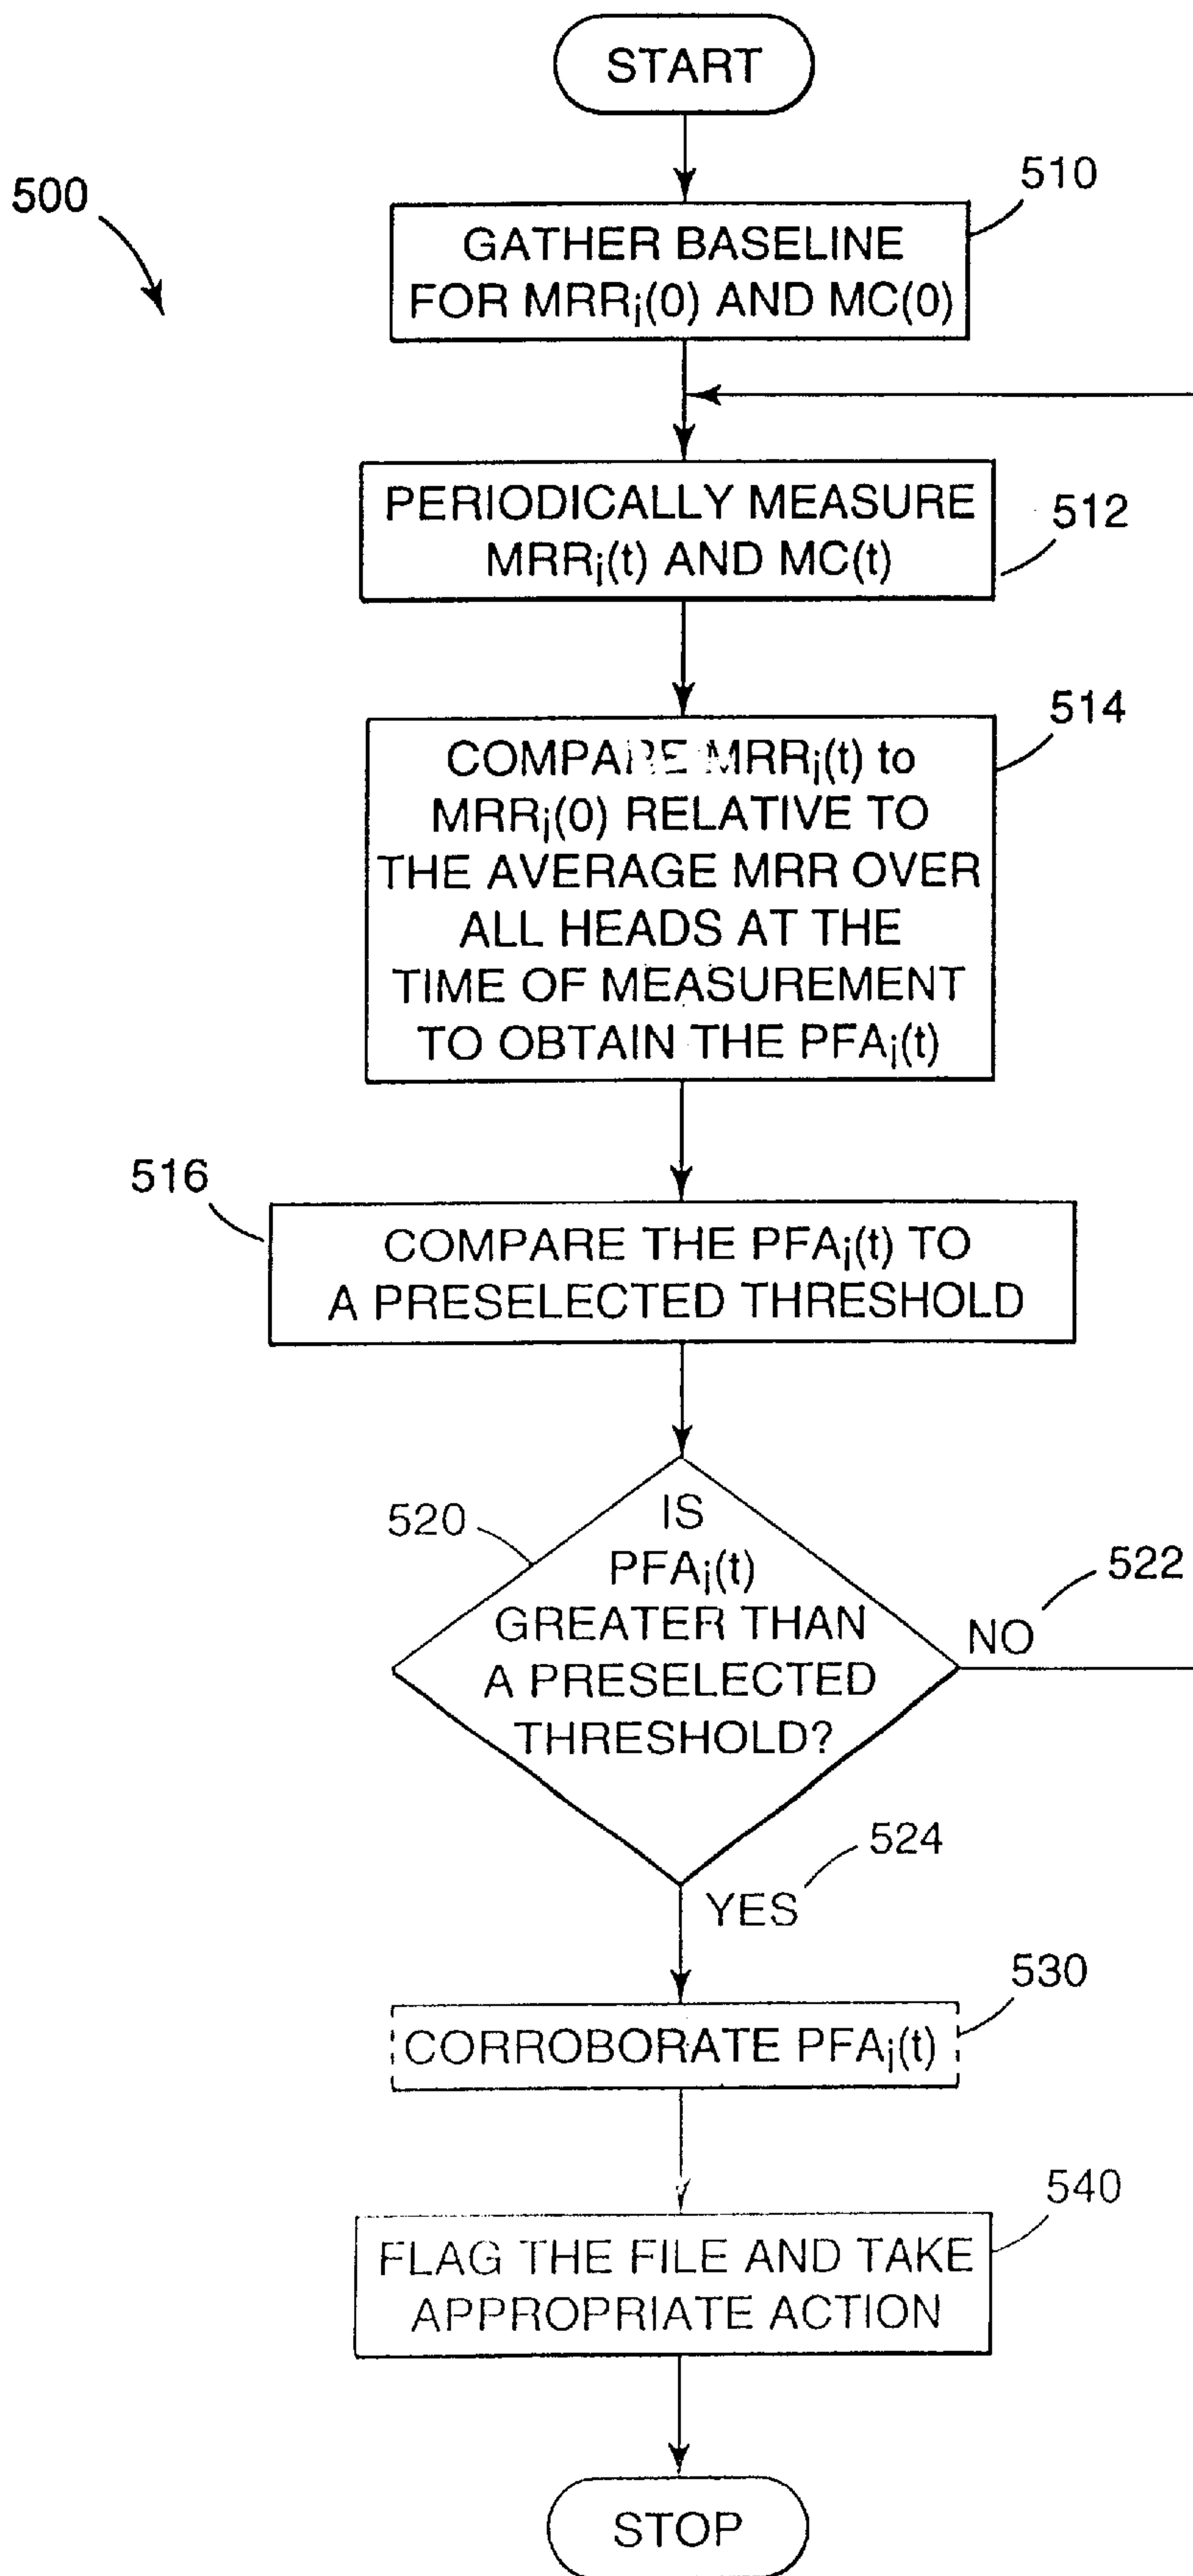 START
500
510
GATHER BASELINE
FOR MRRi(0) AND MC(0)
PERIODICALLY MEASURE
MRRi(t) AND MC(t)
512
514
COMPARE MRRi(t) to
MRRi(0) RELATIVE TO
THE AVERAGE MRR OVER
ALL HEADS AT THE
TIME OF MEASUREMENT
TO OBTAIN THE PFAi(t)
516
COMPARE THE PFAi(t) TO
A PRESELECTED THRESHOLD
520
IS
PFAi(t)
GREATER THAN
A PRESELECTED
THRESHOLD?
522
NO
524
YES
530
CORROBORATE PFAi(t)
540
FLAG THE FILE AND TAKE
APPROPRIATE ACTION
STOP